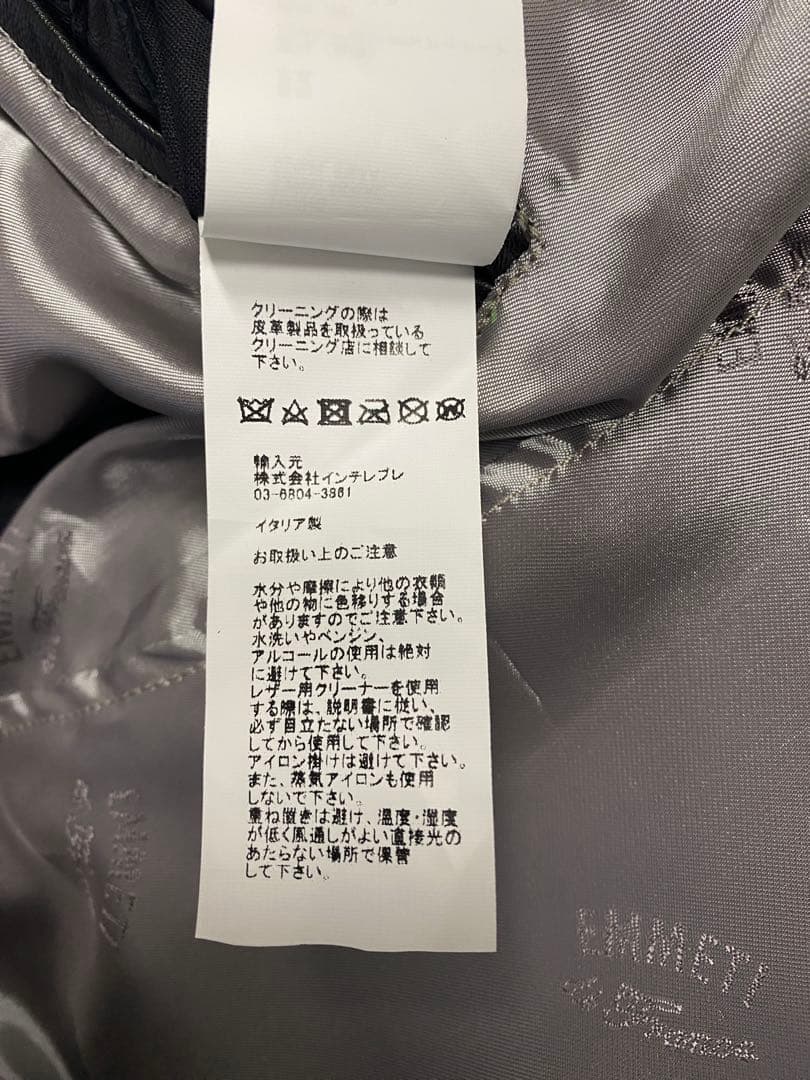 クリーニングの際は
皮革製品を取扱っている
クリーニング店に相談して
下さい。
輸入元
株式会社インテレプレ
03-6804-3861
イタリア製
お取扱い上のご注意
水分や摩擦により他の衣類
や他の物に色移りする場合
がありますのでご注意下さい。
水洗いやベンジン、
アルコールの使用は絶対
に避けて下さい。
レザー用クリーナーを使用
する際は、説明書に従い、
必ず目立たない場所で確認
してから使用して下さい。
アイロン掛けは避けて下さい。
また、蒸気アイロンも使用
しないで下さい。
重ね置きは避け、温度・湿度
が低く風通しがよい直接光の
あたらない場所で保管
して下さい。
EMMETI